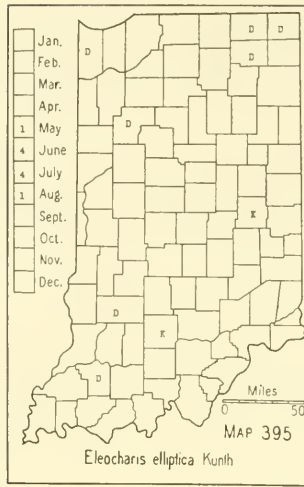 Jan.
Feb.
Mar.
Apr.
1 May
4 June
4 July
1 Aug.
Sept.
Oct.
Nov.
Dec.
D
D D
D
D
K
D
K
D
Miles
0 50
MAP 395
Eleocharis elliptica Kunth